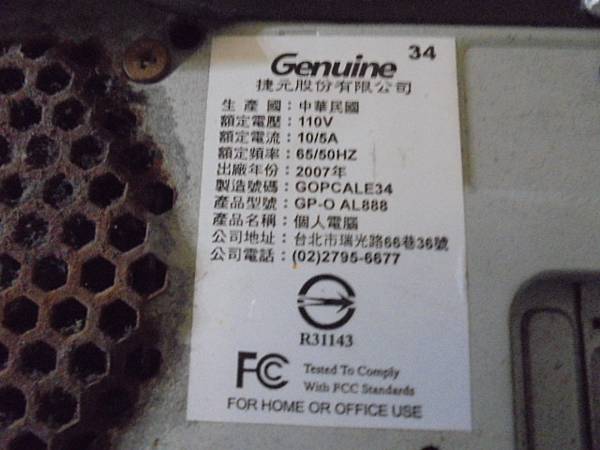 Genuine 34
捷元股份有限公司
生產國：中華民國
額定電壓：110V
額定電流：10/5A
額定頻率：65/50HZ
出廠年份：2007年
製造號碼：GOPCALE34
產品型號：GP-O AL888
產品名稱：個人電腦
公司地址：台北市瑞光路66巷36號
公司電話：(02)2795-6677
R31143
FC Tested To Comply
With FCC Standards
FOR HOME OR OFFICE USE